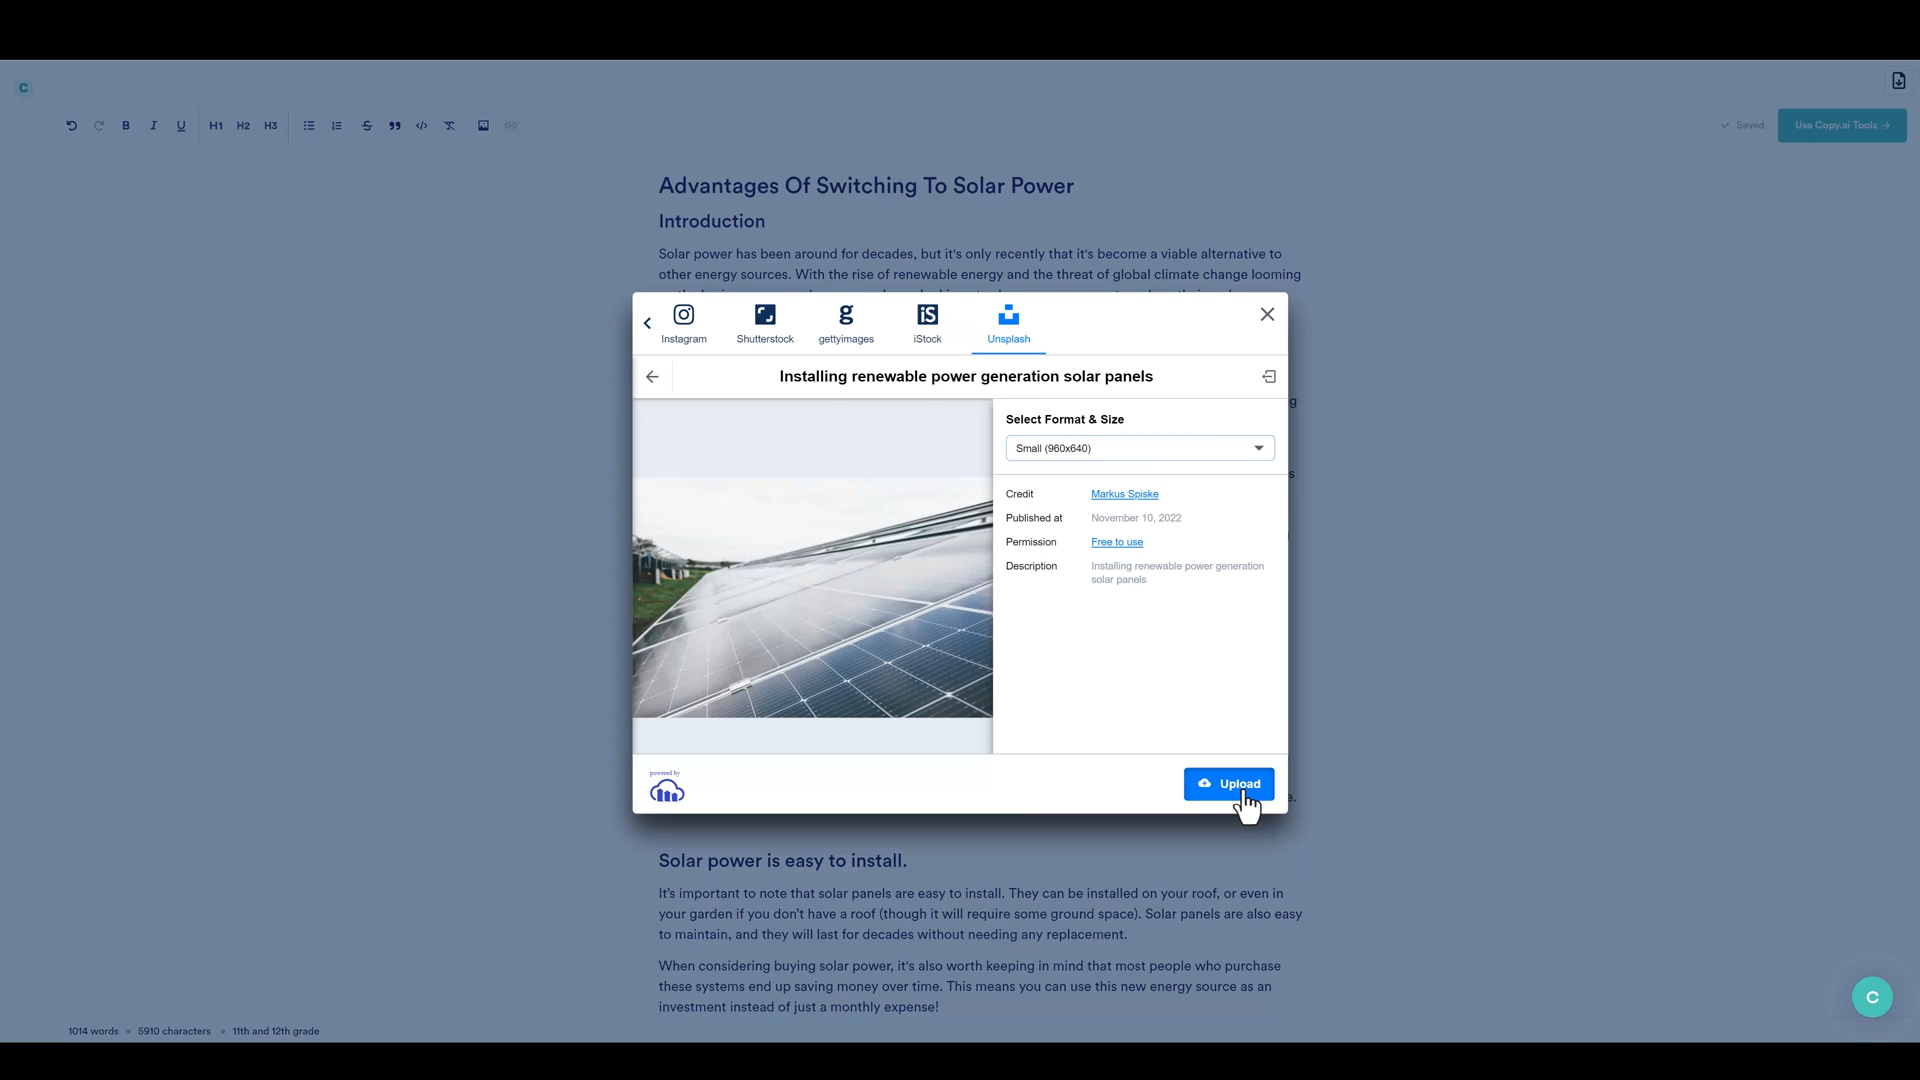 C
B I U H1 H2 H3
Saved
Use Copy.ai Tools →
Advantages Of Switching To Solar Power
Introduction
Solar power has been around for decades, but it's only recently that it's become a viable alternative to
other energy sources. With the rise of renewable energy and the threat of global climate change looming
Instagram
Shutterstock
g
gettyimages
iS
iStock
Unsplash
Installing renewable power generation solar panels
Select Format & Size
Small (960x640)
Credit Markus Spiske
Published at November 10, 2022
Permission Free to use
Description Installing renewable power generation
solar panels
powered by
Upload
Solar power is easy to install.
It's important to note that solar panels are easy to install. They can be installed on your roof, or even in
your garden if you don't have a roof (though it will require some ground space). Solar panels are also easy
to maintain, and they will last for decades without needing any replacement.
When considering buying solar power, it's also worth keeping in mind that most people who purchase
these systems end up saving money over time. This means you can use this new energy source as an
investment instead of just a monthly expense!
C
1014 words • 5910 characters • 11th and 12th grade